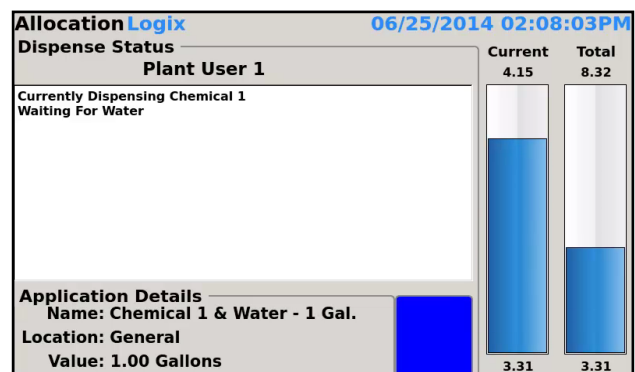 AllocationLogix 06/25/2014 02:08:03PM
Dispense Status
Current Total
Plant User 1
4.15 8.32
Currently Dispensing Chemical 1
Waiting For Water
Application Details
Name: Chemical 1 & Water - 1 Gal.
Location: General
Value: 1.00 Gallons
3.31 3.31